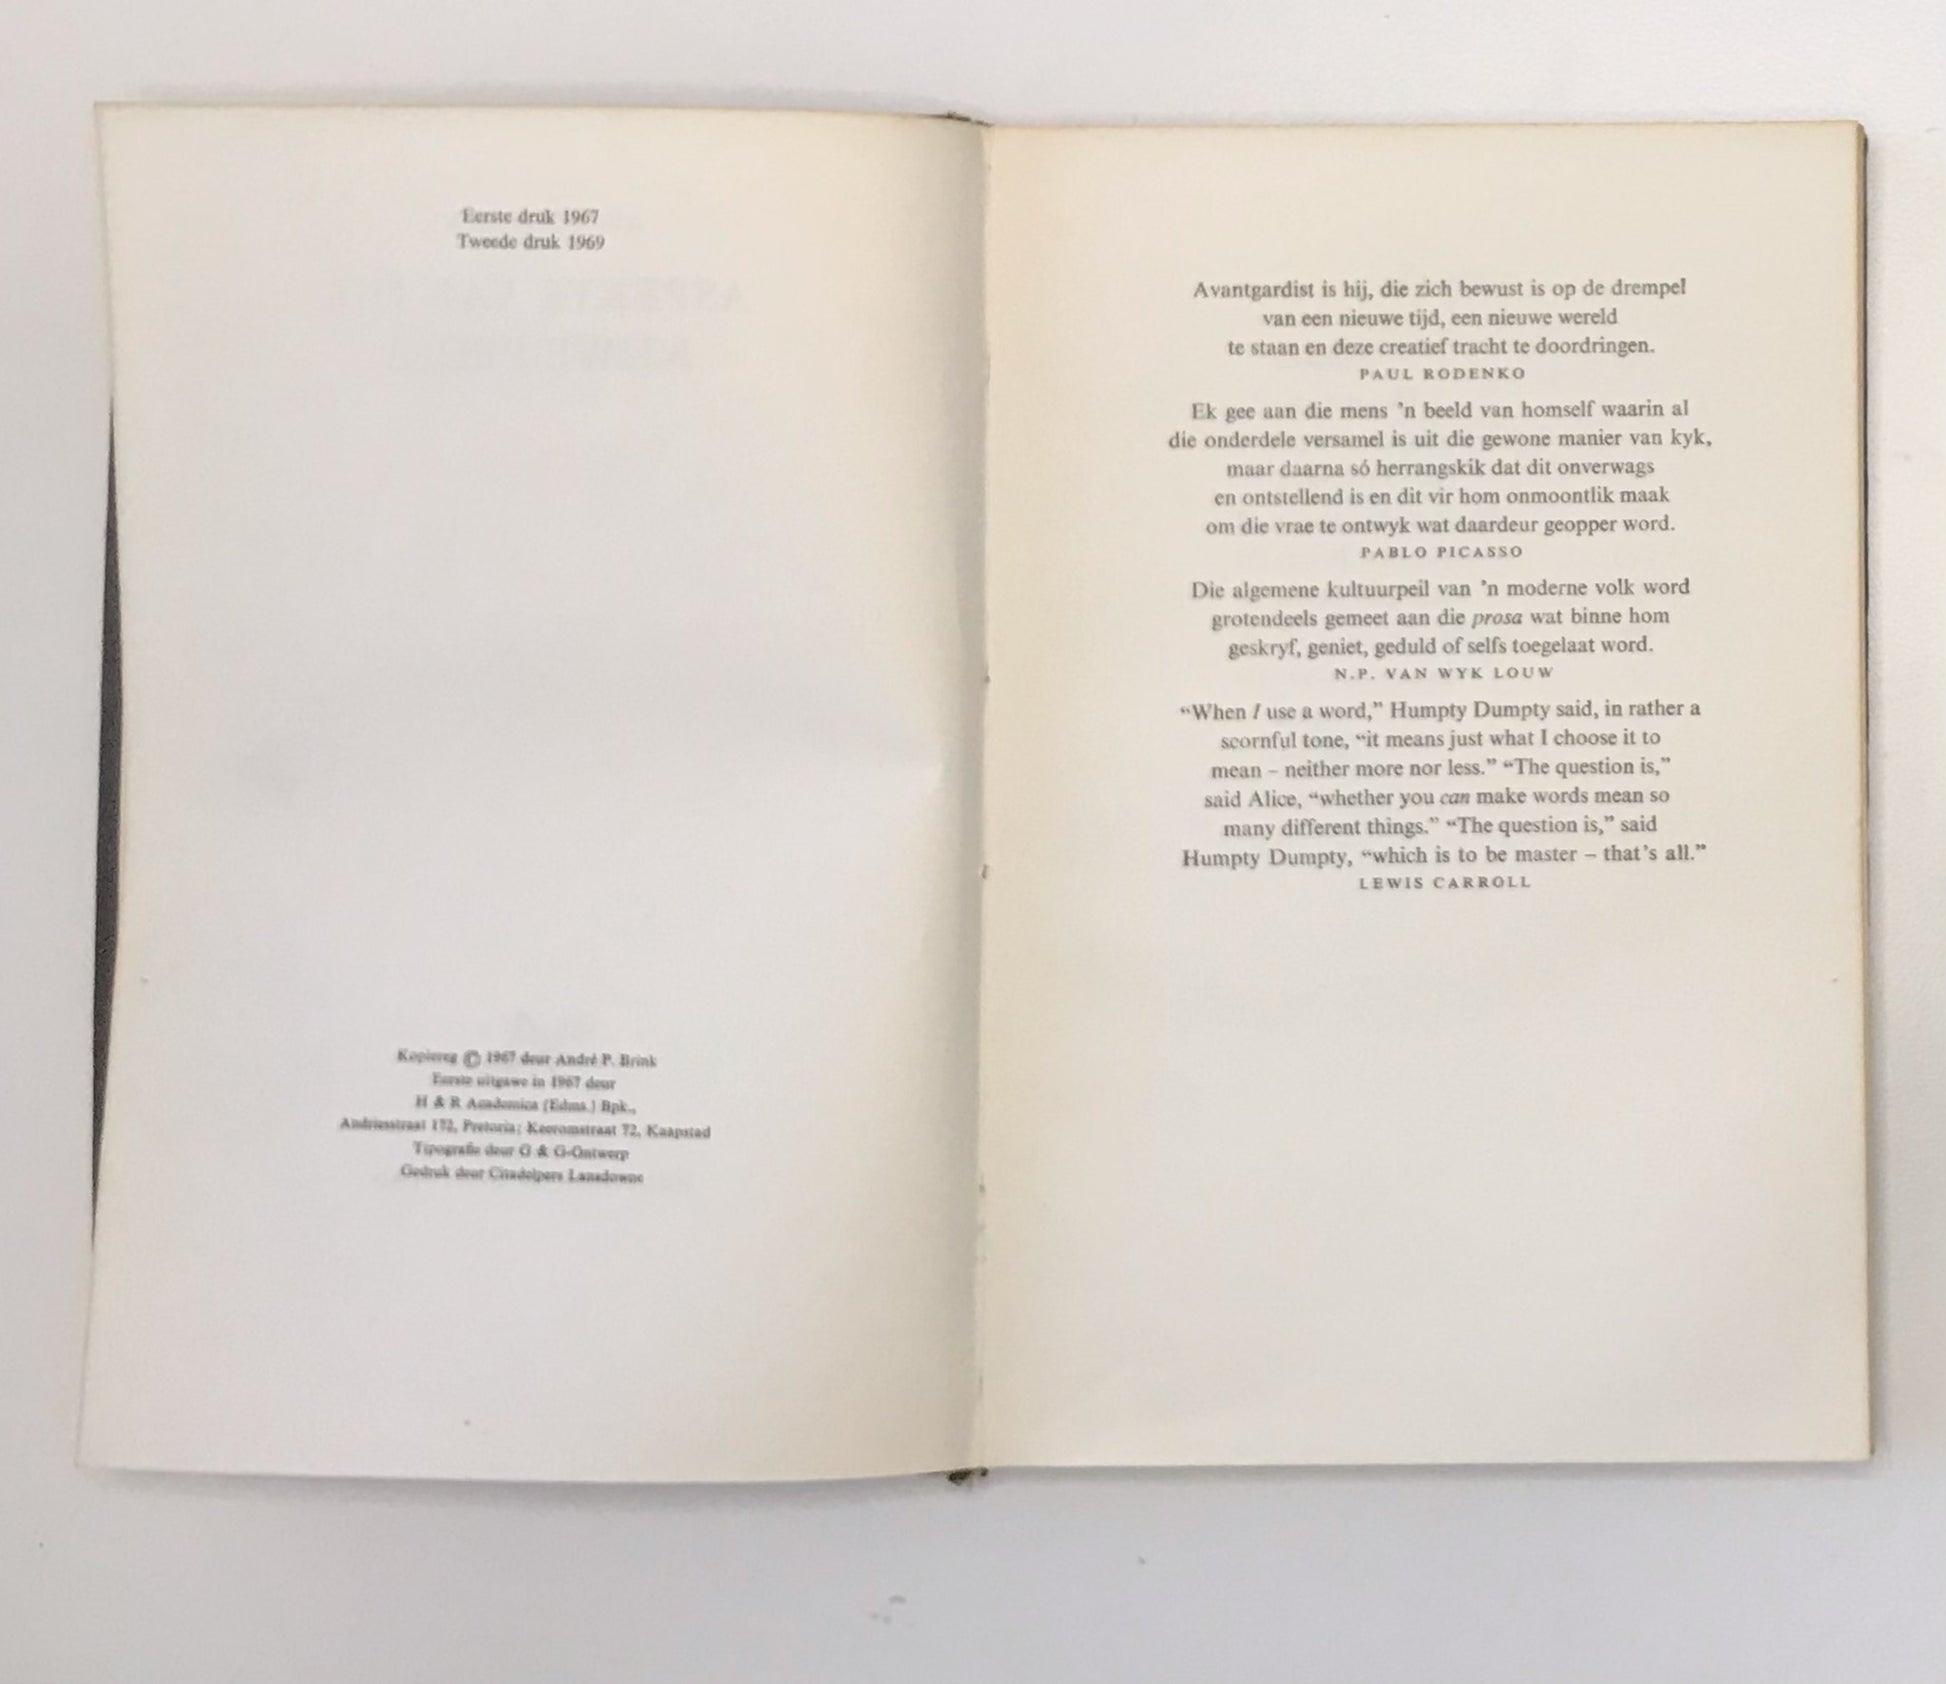 Eerste druk 1967
Tweede druk 1969
Kopiereg © 1967 deur André P. Brink
Eerste uitgawe in 1967 deur
H & R Academica (Edms.) Bpk.,
Andriesstraat 172, Pretoria; Keeromstraat 72, Kaapstad
Tipografie deur G & G-Ontwerp
Gedruk deur Citadelpers Lansdowne
Avantgardist is hij, die zich bewust is op de drempel
van een nieuwe tijd, een nieuwe wereld
te staan en deze creatief tracht te doordringen.
PAUL RODENKO
Ek gee aan die mens ’n beeld van homself waarin al
die onderdele versamel is uit die gewone manier van kyk,
maar daarna só herrangskik dat dit onverwags
en ontstellend is en dit vir hom onmoontlik maak
om die vrae te ontwyk wat daardeur geopper word.
PABLO PICASSO
Die algemene kultuurpeil van ’n moderne volk word
grotendeels gemeet aan die prosa wat binne hom
geskryf, geniet, geduld of selfs toegelaat word.
N.P. VAN WYK LOUW
“When I use a word,” Humpty Dumpty said, in rather a
scornful tone, “it means just what I choose it to
mean – neither more nor less.” “The question is,”
said Alice, “whether you can make words mean so
many different things.” “The question is,” said
Humpty Dumpty, “which is to be master – that’s all.”
LEWIS CARROLL